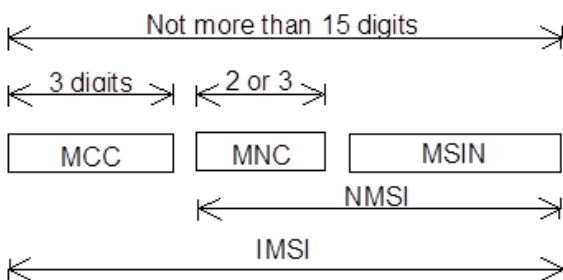 Not more than 15 digits
3 digits 2 or 3
MCC MNC MSIN
NMSI
IMSI